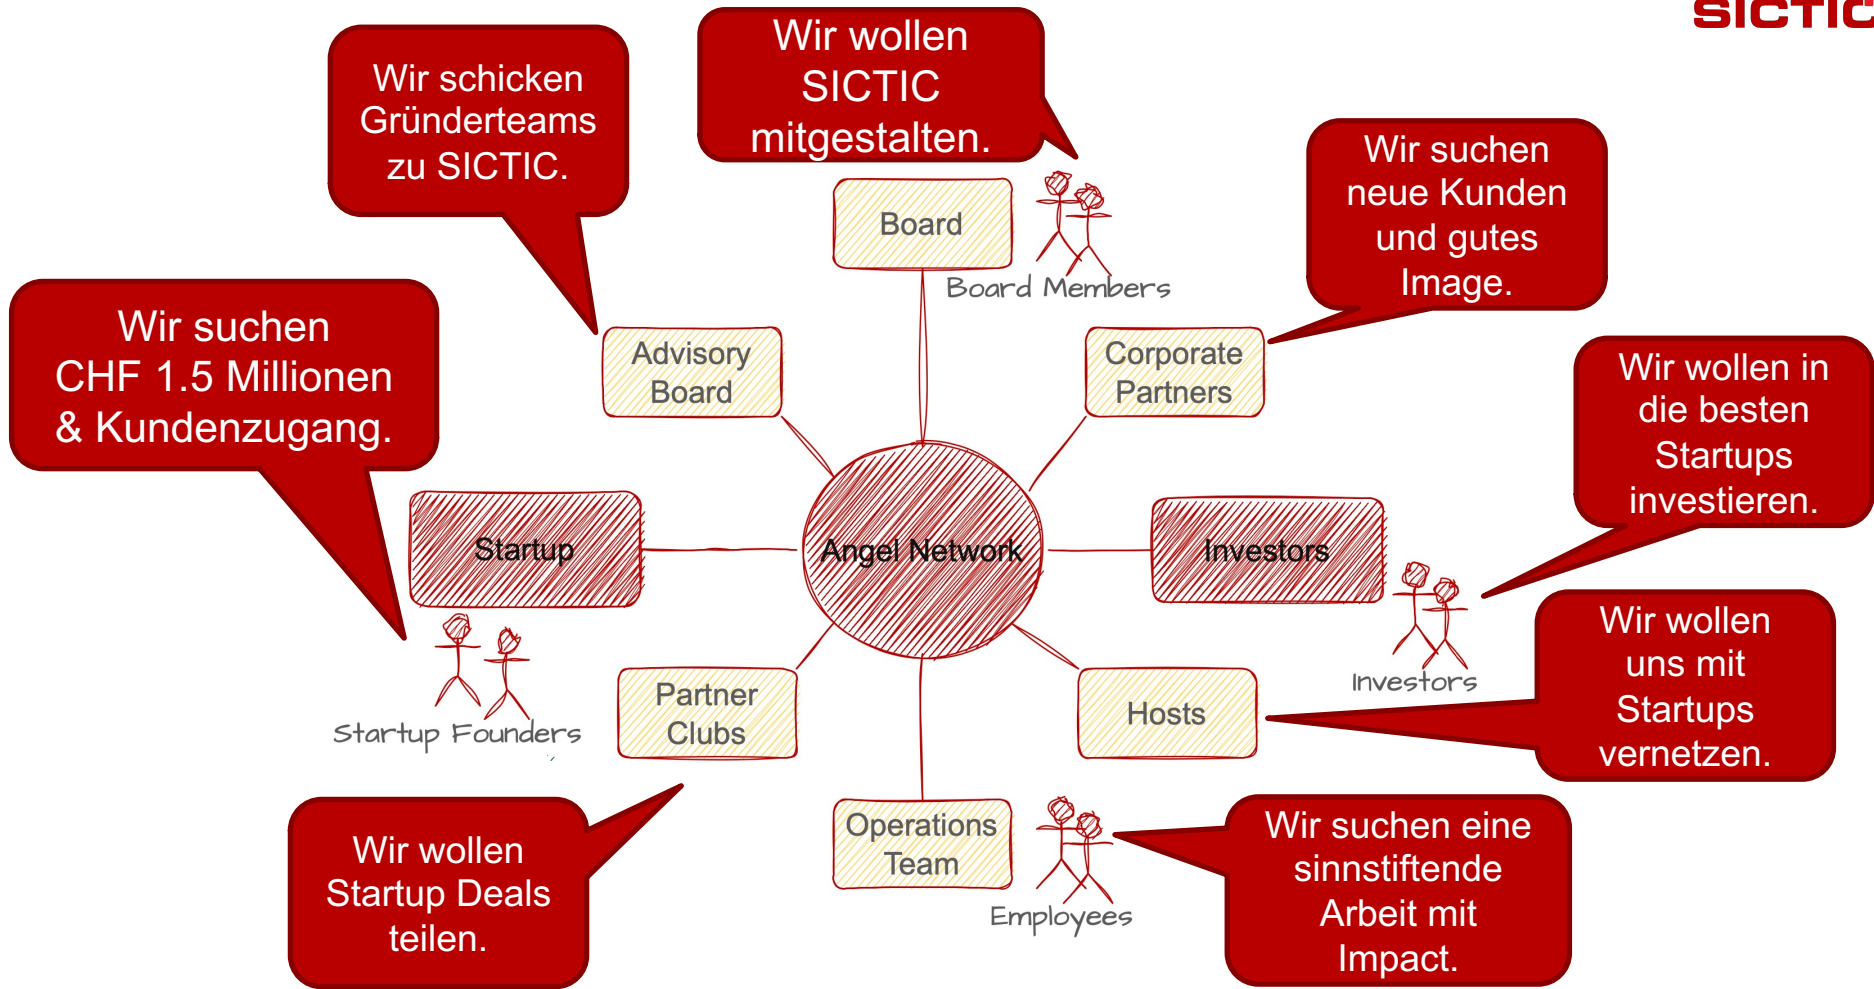 SICTIC
Wir wollen
SICTIC
mitgestalten.
Wir schicken
Gründerteams
zu SICTIC.
Wir suchen
neue Kunden
und gutes
Image.
Board
Board Members
Wir suchen
CHF 1.5 Millionen
& Kundenzugang.
Advisory
Board
Corporate
Partners
Wir wollen in
die besten
Startups
investieren.
Startup
Angel Network
Investors
Startup Founders
Partner
Clubs
Hosts
Investors
Wir wollen
uns mit
Startups
vernetzen.
Wir wollen
Startup Deals
teilen.
Operations
Team
Employees
Wir suchen eine
sinnstiftende
Arbeit mit
Impact.